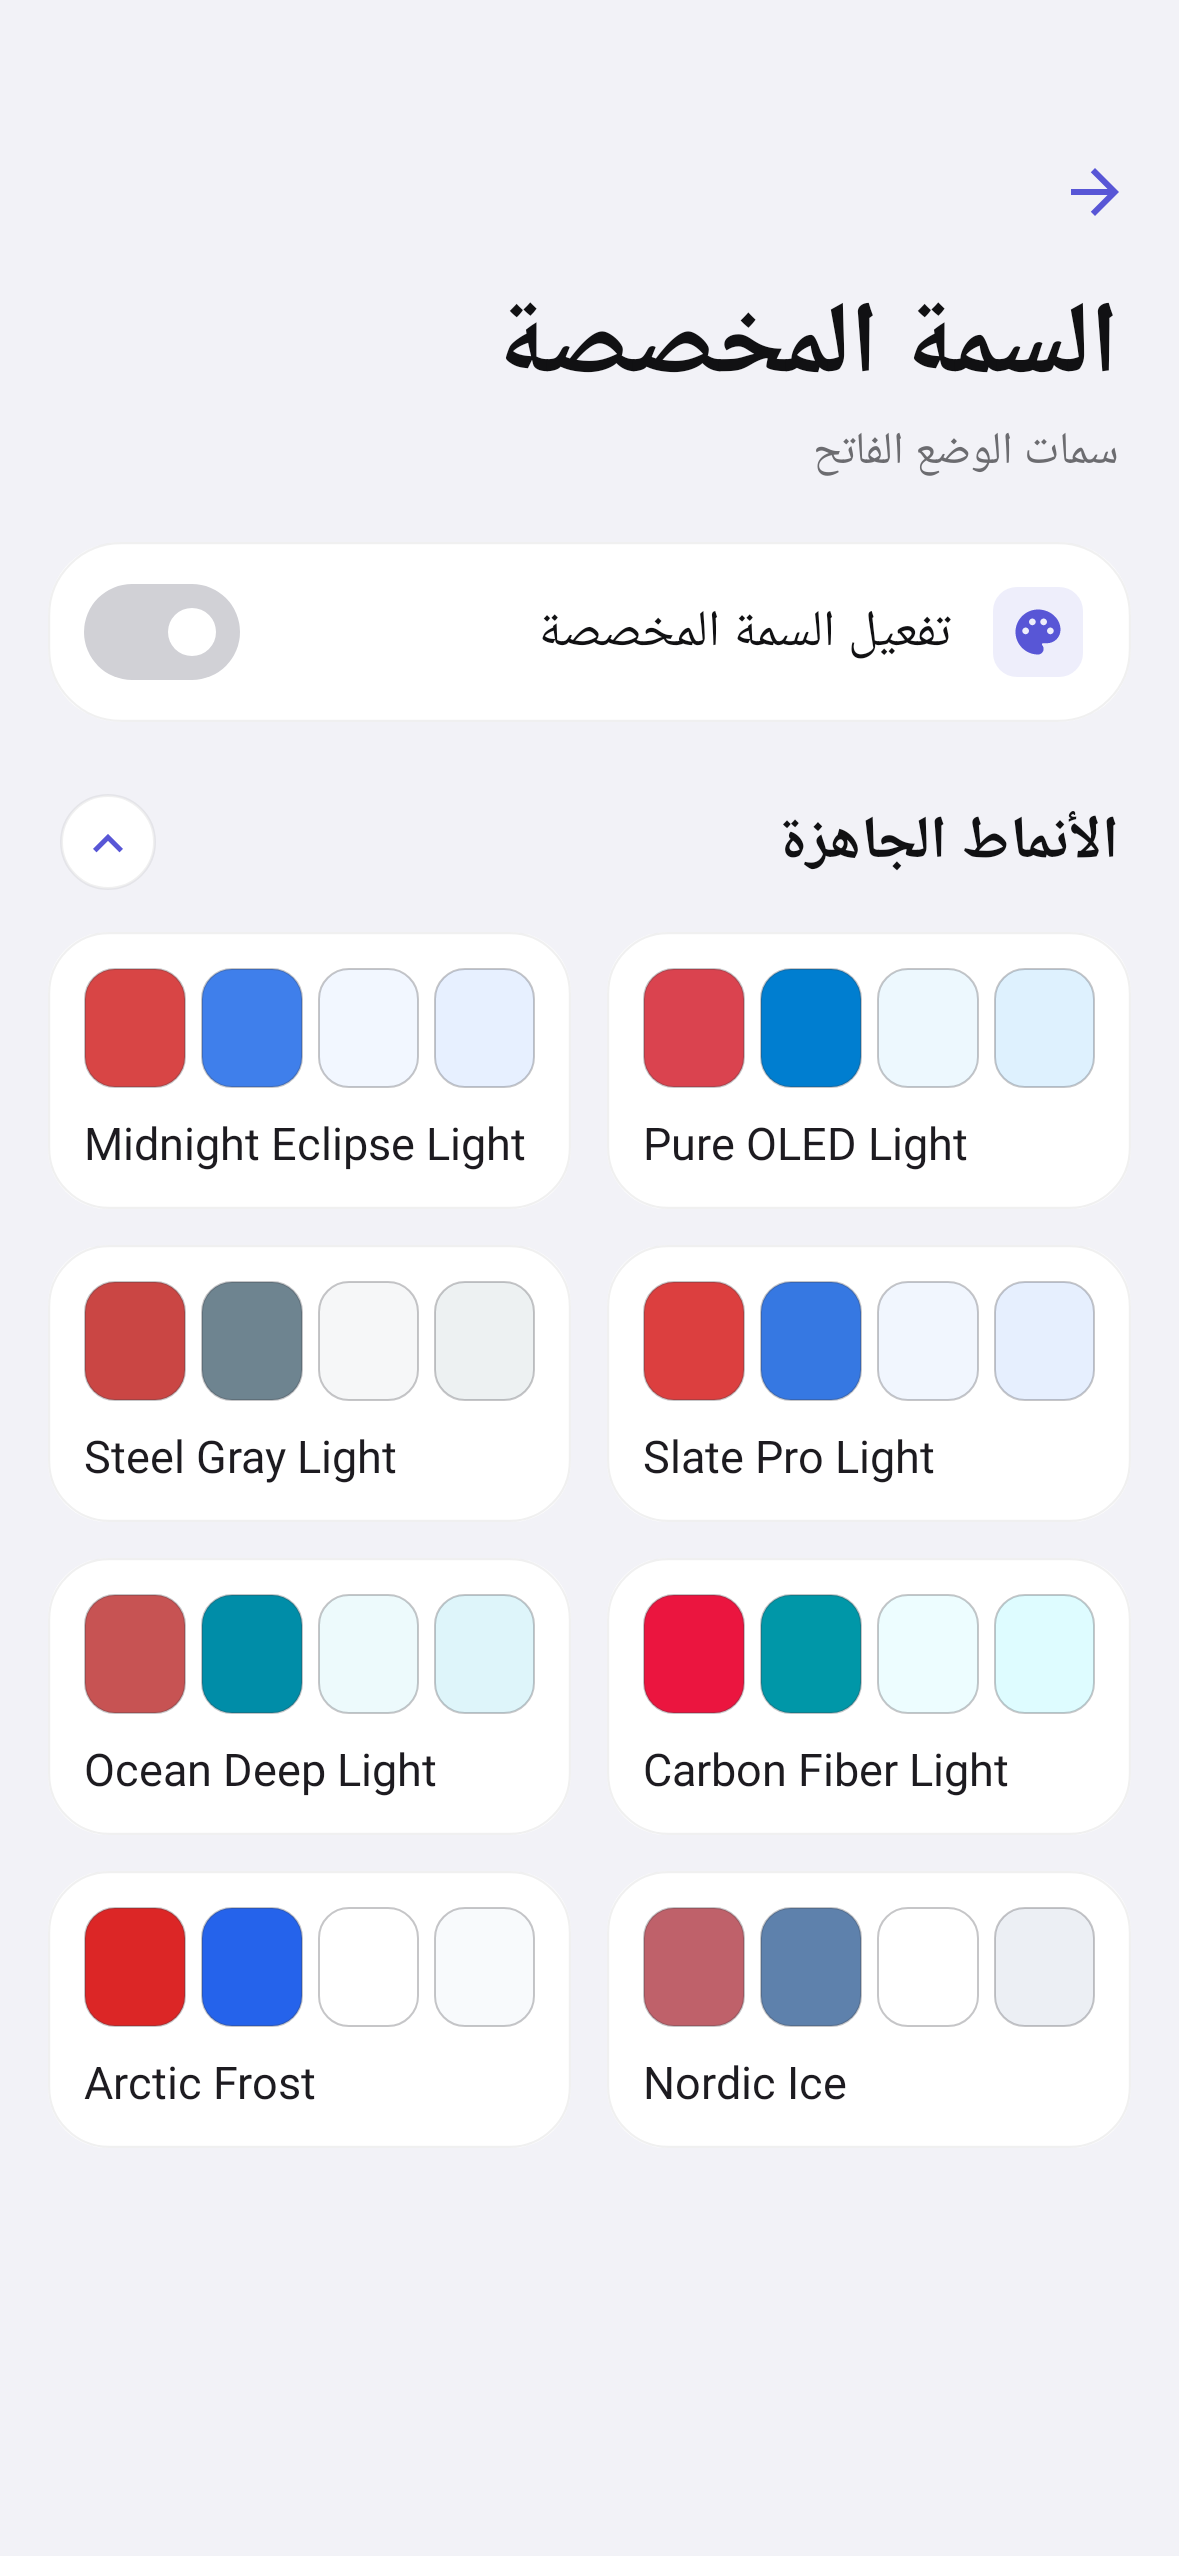 السمة المخصصة
سمات الوضع الفاتح
تفعيل السمة المخصصة
الأنماط الجاهزة
Pure OLED Light
Midnight Eclipse Light
Slate Pro Light
Steel Gray Light
Carbon Fiber Light
Ocean Deep Light
Nordic Ice
Arctic Frost